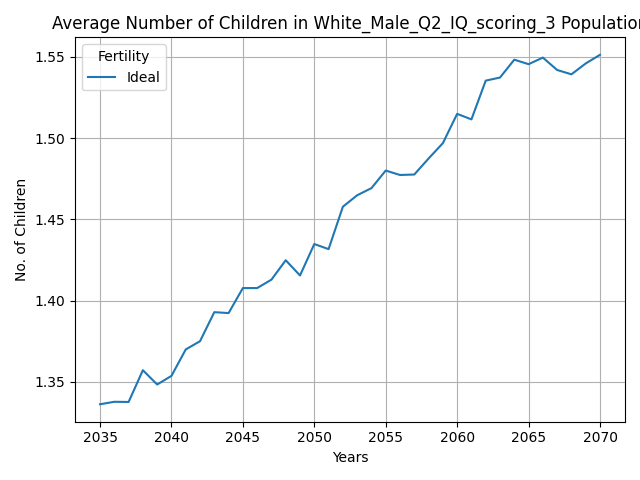 Average Number of Children in White_Male_Q2_IQ_scoring_3 Population
Fertility
Ideal
1.55
1.50
1.45
1.40
1.35
No. of Children
2035 2040 2045 2050 2055 2060 2065 2070
Years